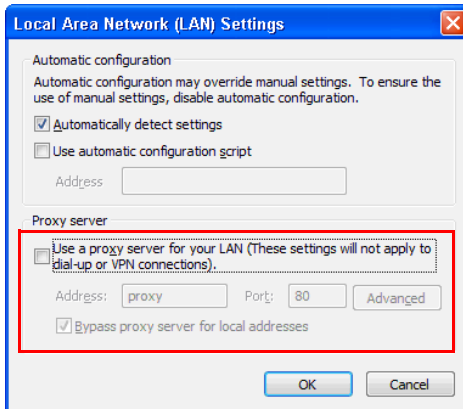 Local Area Network (LAN) Settings
Automatic configuration
Automatic configuration may override manual settings. To ensure the
use of manual settings, disable automatic configuration.
Automatically detect settings
Use automatic configuration script
Address
Proxy server
Use a proxy server for your LAN (These settings will not apply to
dial-up or VPN connections).
Address: proxy Port: 80 Advanced
Bypass proxy server for local addresses
OK Cancel